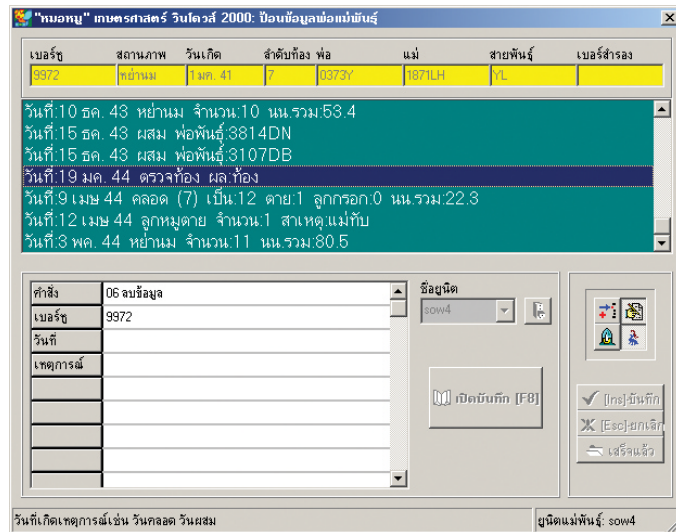 "หมอหมู" เกษตรศาสตร์ วินโดวส์ 2000: ป้อนข้อมูลพ่อแม่พันธุ์
เบอร์หู สถานภาพ วันเกิด ลำดับท้อง พ่อ แม่ สายพันธุ์ เบอร์สำรอง
9972 หย่านม 1 มค. 41 7 0373Y 1871LH YL
วันที่:10 ธค. 43 หย่านม จำนวน:10 นน.รวม:53.4
วันที่:15 ธค. 43 ผสม พ่อพันธุ์:3814DN
วันที่:15 ธค. 43 ผสม พ่อพันธุ์:3107DB
วันที่:19 มค. 44 ตรวจท้อง ผล:ท้อง
วันที่:9 เมษ 44 คลอด (7) เป็น:12 ตาย:1 ลูกกรอก:0 นน.รวม:22.3
วันที่:12 เมษ 44 ลูกหมูตาย จำนวน:1 สาเหตุ:แม่ทับ
วันที่:3 พค. 44 หย่านม จำนวน:11 นน.รวม:80.5
คำสั่ง 06 ลบข้อมูล
เบอร์หู 9972
วันที่
เหตุการณ์
ชื่อยูนิต
sow4
เปิดบันทึก [F8]
[Ins]-บันทึก
[Esc]-ยกเลิก
เสร็จแล้ว
วันที่เกิดเหตุการณ์เช่น วันคลอด วันผสม
ยูนิตแม่พันธุ์: sow4